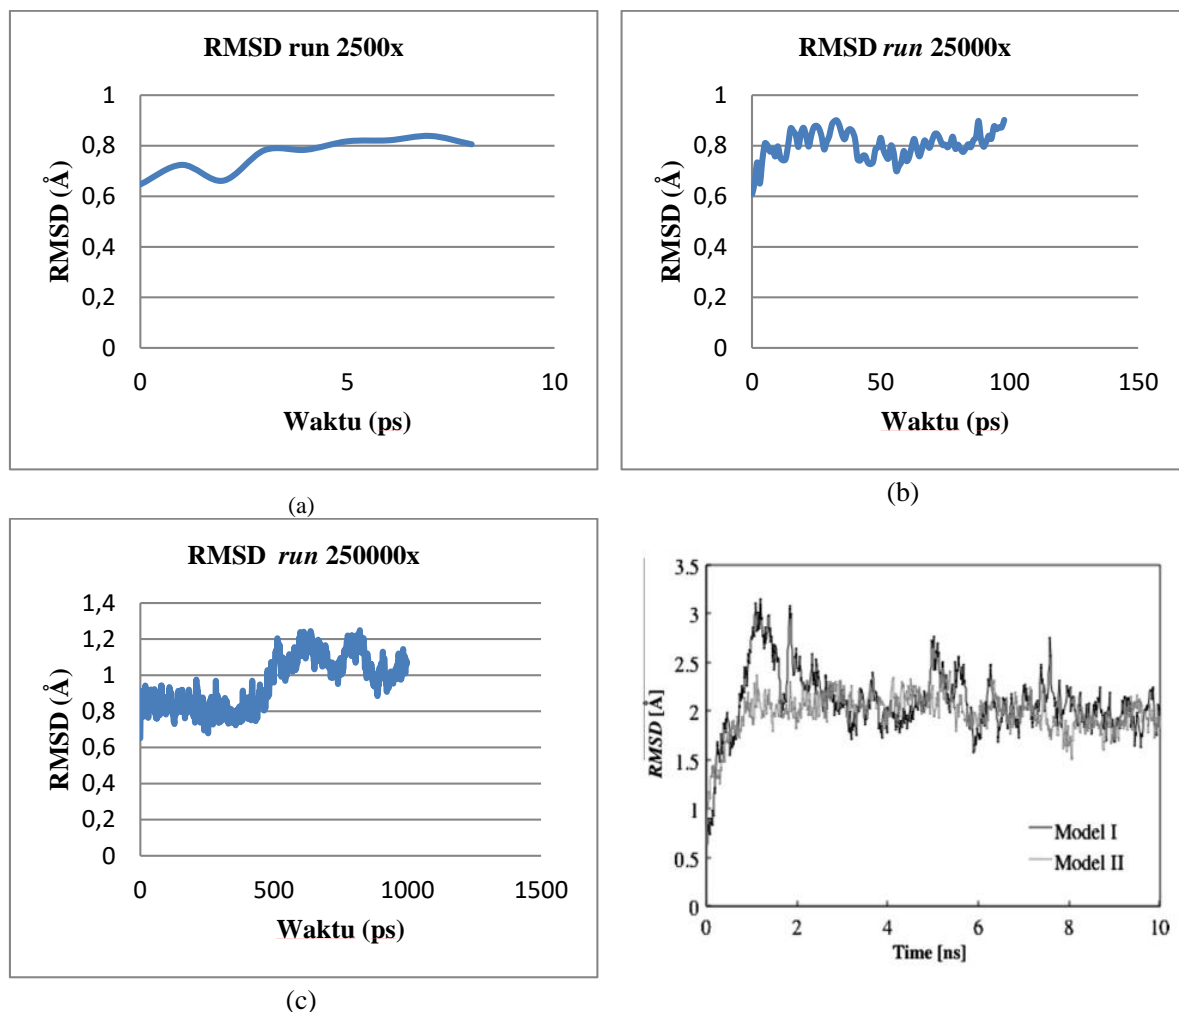 RMSD run 2500x
1
0,8
0,6
0,4
0,2
0
RMSD (Å)
0 5 10
Waktu (ps)
(a)
RMSD run 25000x
1
0,8
0,6
0,4
0,2
0
RMSD (Å)
0 50 100 150
Waktu (ps)
(b)
RMSD run 250000x
1,4
1,2
1
0,8
0,6
0,4
0,2
0
RMSD (Å)
0 500 1000 1500
Waktu (ps)
(c)
3.5
3
2.5
2
1.5
1
0.5
0
RMSD [Å]
Model I
Model II
0 2 4 6 8 10
Time [ns]